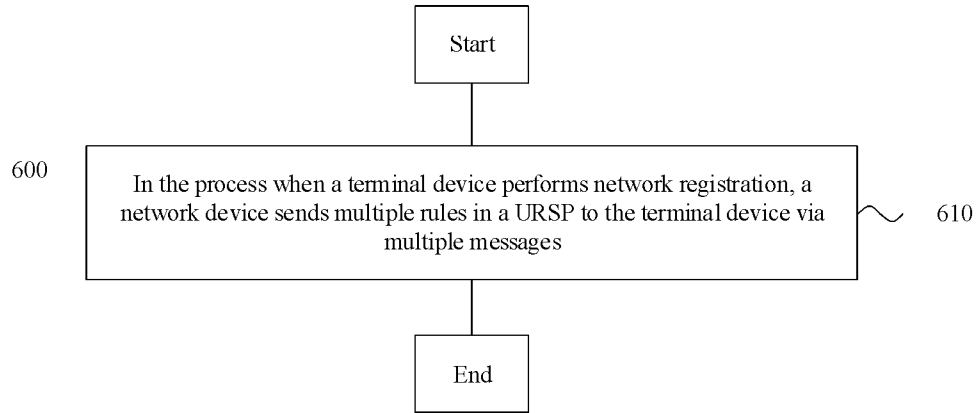 Start
600
In the process when a terminal device performs network registration, a
network device sends multiple rules in a URSP to the terminal device via
multiple messages
610
End